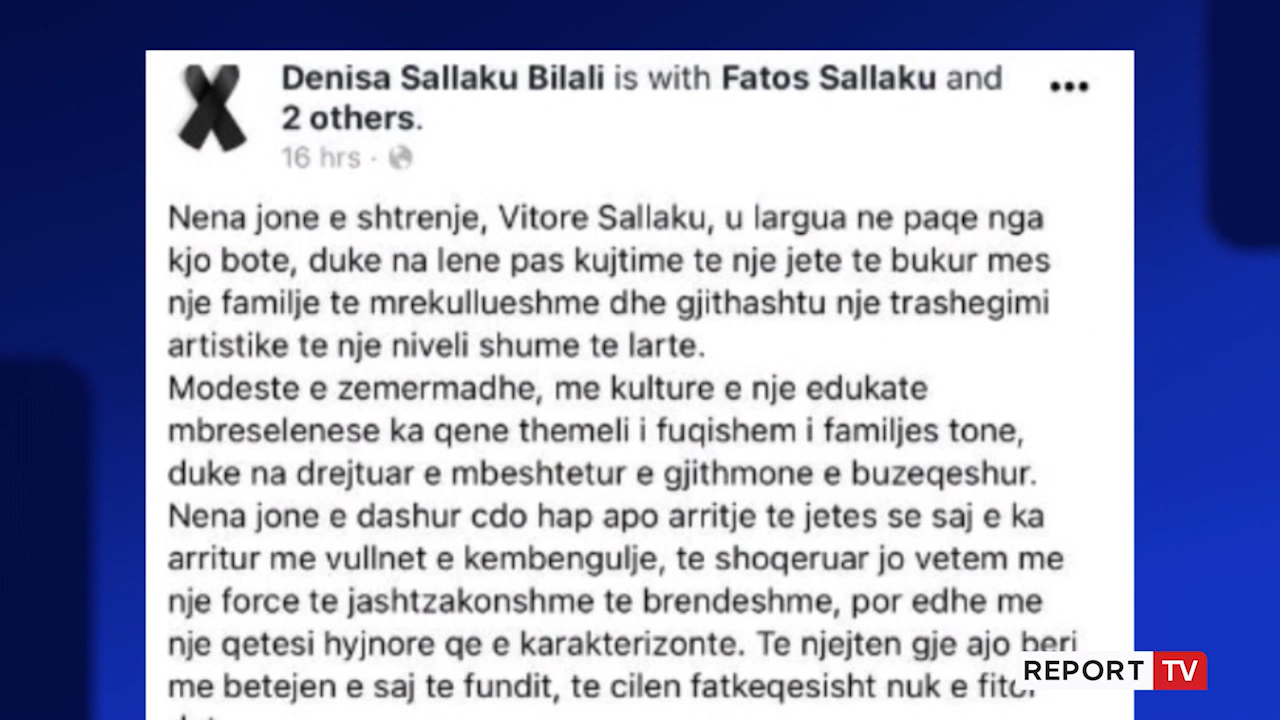 Denisa Sallaku Bilali is with Fatos Sallaku and
2 others.
16 hrs ·
Nena jone e shtrenje, Vitore Sallaku, u largua ne paqe nga
kjo bote, duke na lene pas kujtime te nje jete te bukur mes
nje familje te mrekullueshme dhe gjithashtu nje trashegimi
artistike te nje niveli shume te larte.
Modeste e zemermadhe, me kulture e nje edukate
mbreselenese ka qene themeli i fuqishem i familjes tone,
duke na drejtuar e mbeshtetur e gjithmone e buzeqeshur.
Nena jone e dashur cdo hap apo arritje te jetes se saj e ka
arritur me vullnet e kembengulje, te shoqeruar jo vetem me
nje force te jashtzakonshme te brendeshme, por edhe me
nje qetesi hyjnore qe e karakterizonte. Te njejten gje ajo beri
me betejen e saj te fundit, te cilen fatkeqesisht nuk e fitoi
REPORT TV